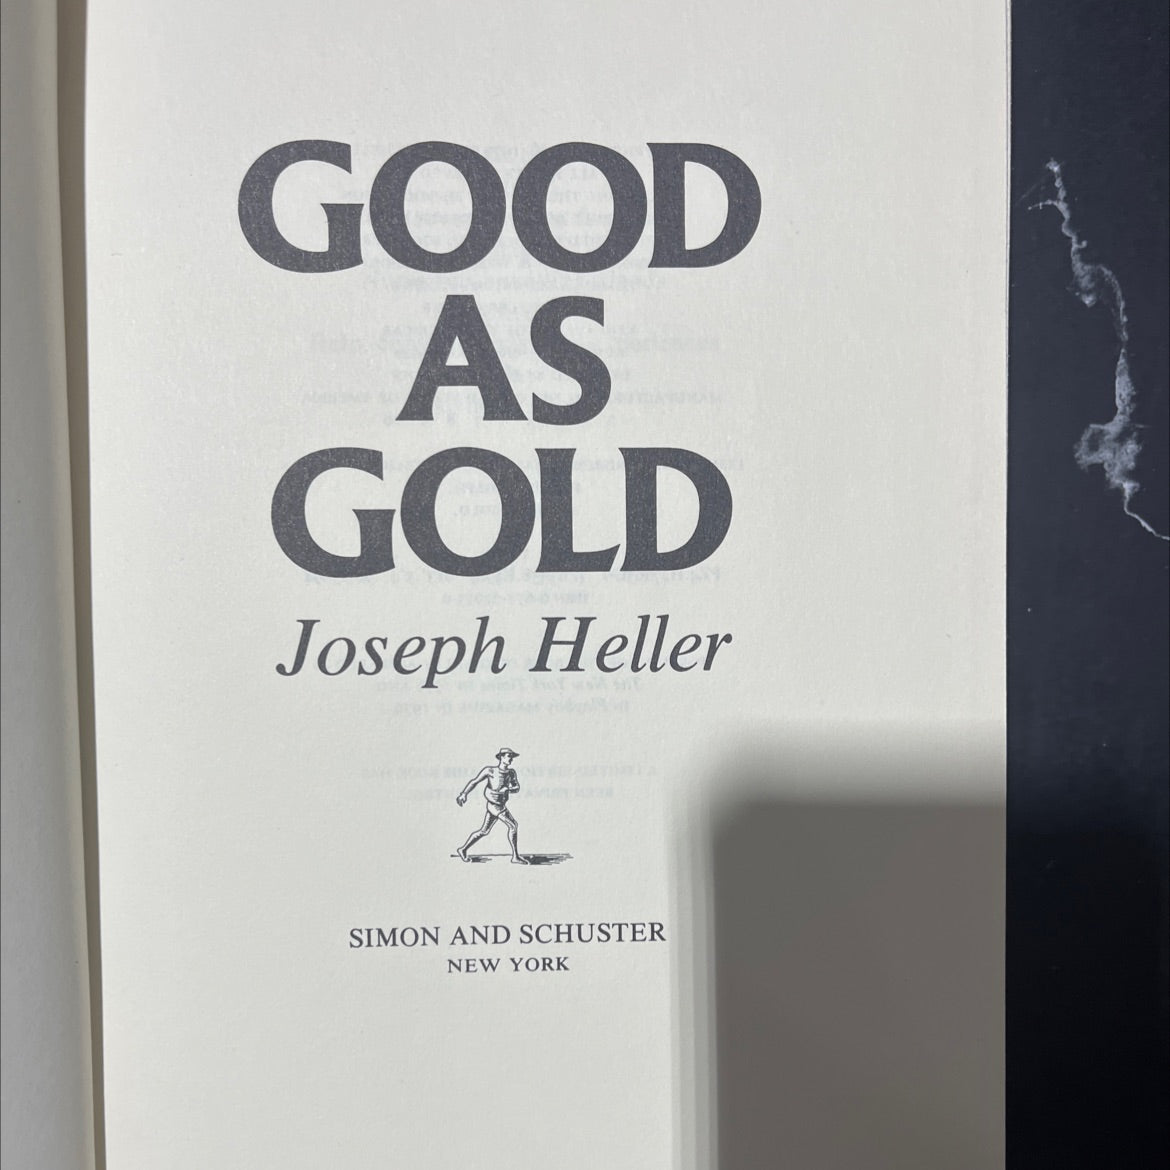 GOOD
AS
GOLD
Joseph Heller
SIMON AND SCHUSTER
NEW YORK